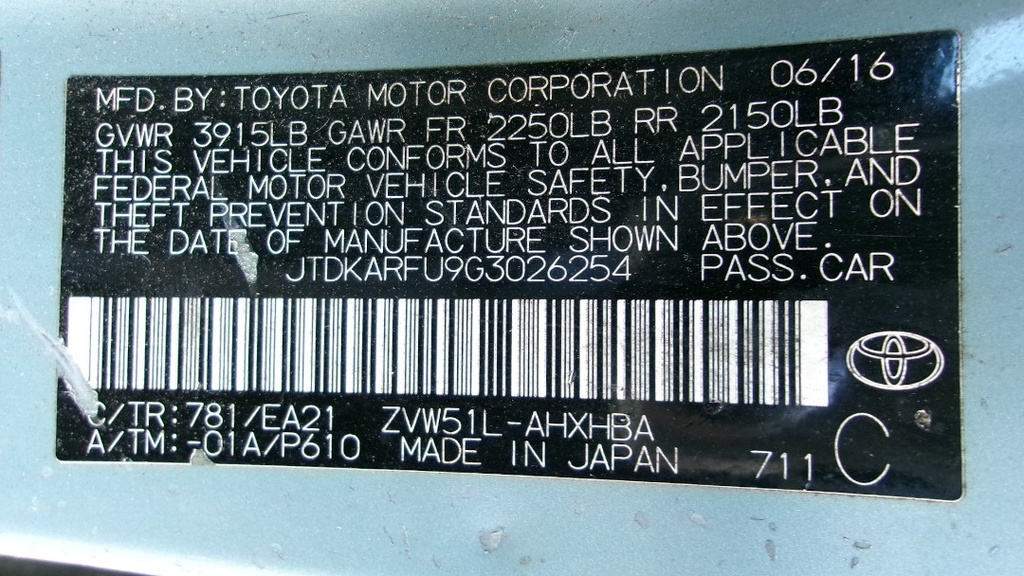 MFD. BY: TOYOTA MOTOR CORPORATION 06/16
GVWR 3915LB GAWR FR 2250LB RR 2150LB
THIS VEHICLE CONFORMS TO ALL APPLICABLE
FEDERAL MOTOR VEHICLE SAFETY, BUMPER, AND
THEFT PREVENTION STANDARDS IN EFFECT ON
THE DATE OF MANUFACTURE SHOWN ABOVE.
JTDKARFU9G3026254 PASS. CAR
C/TR: 781/EA21 ZVW51L-AHXHBA
A/TM: -01A/P610 MADE IN JAPAN 711 C